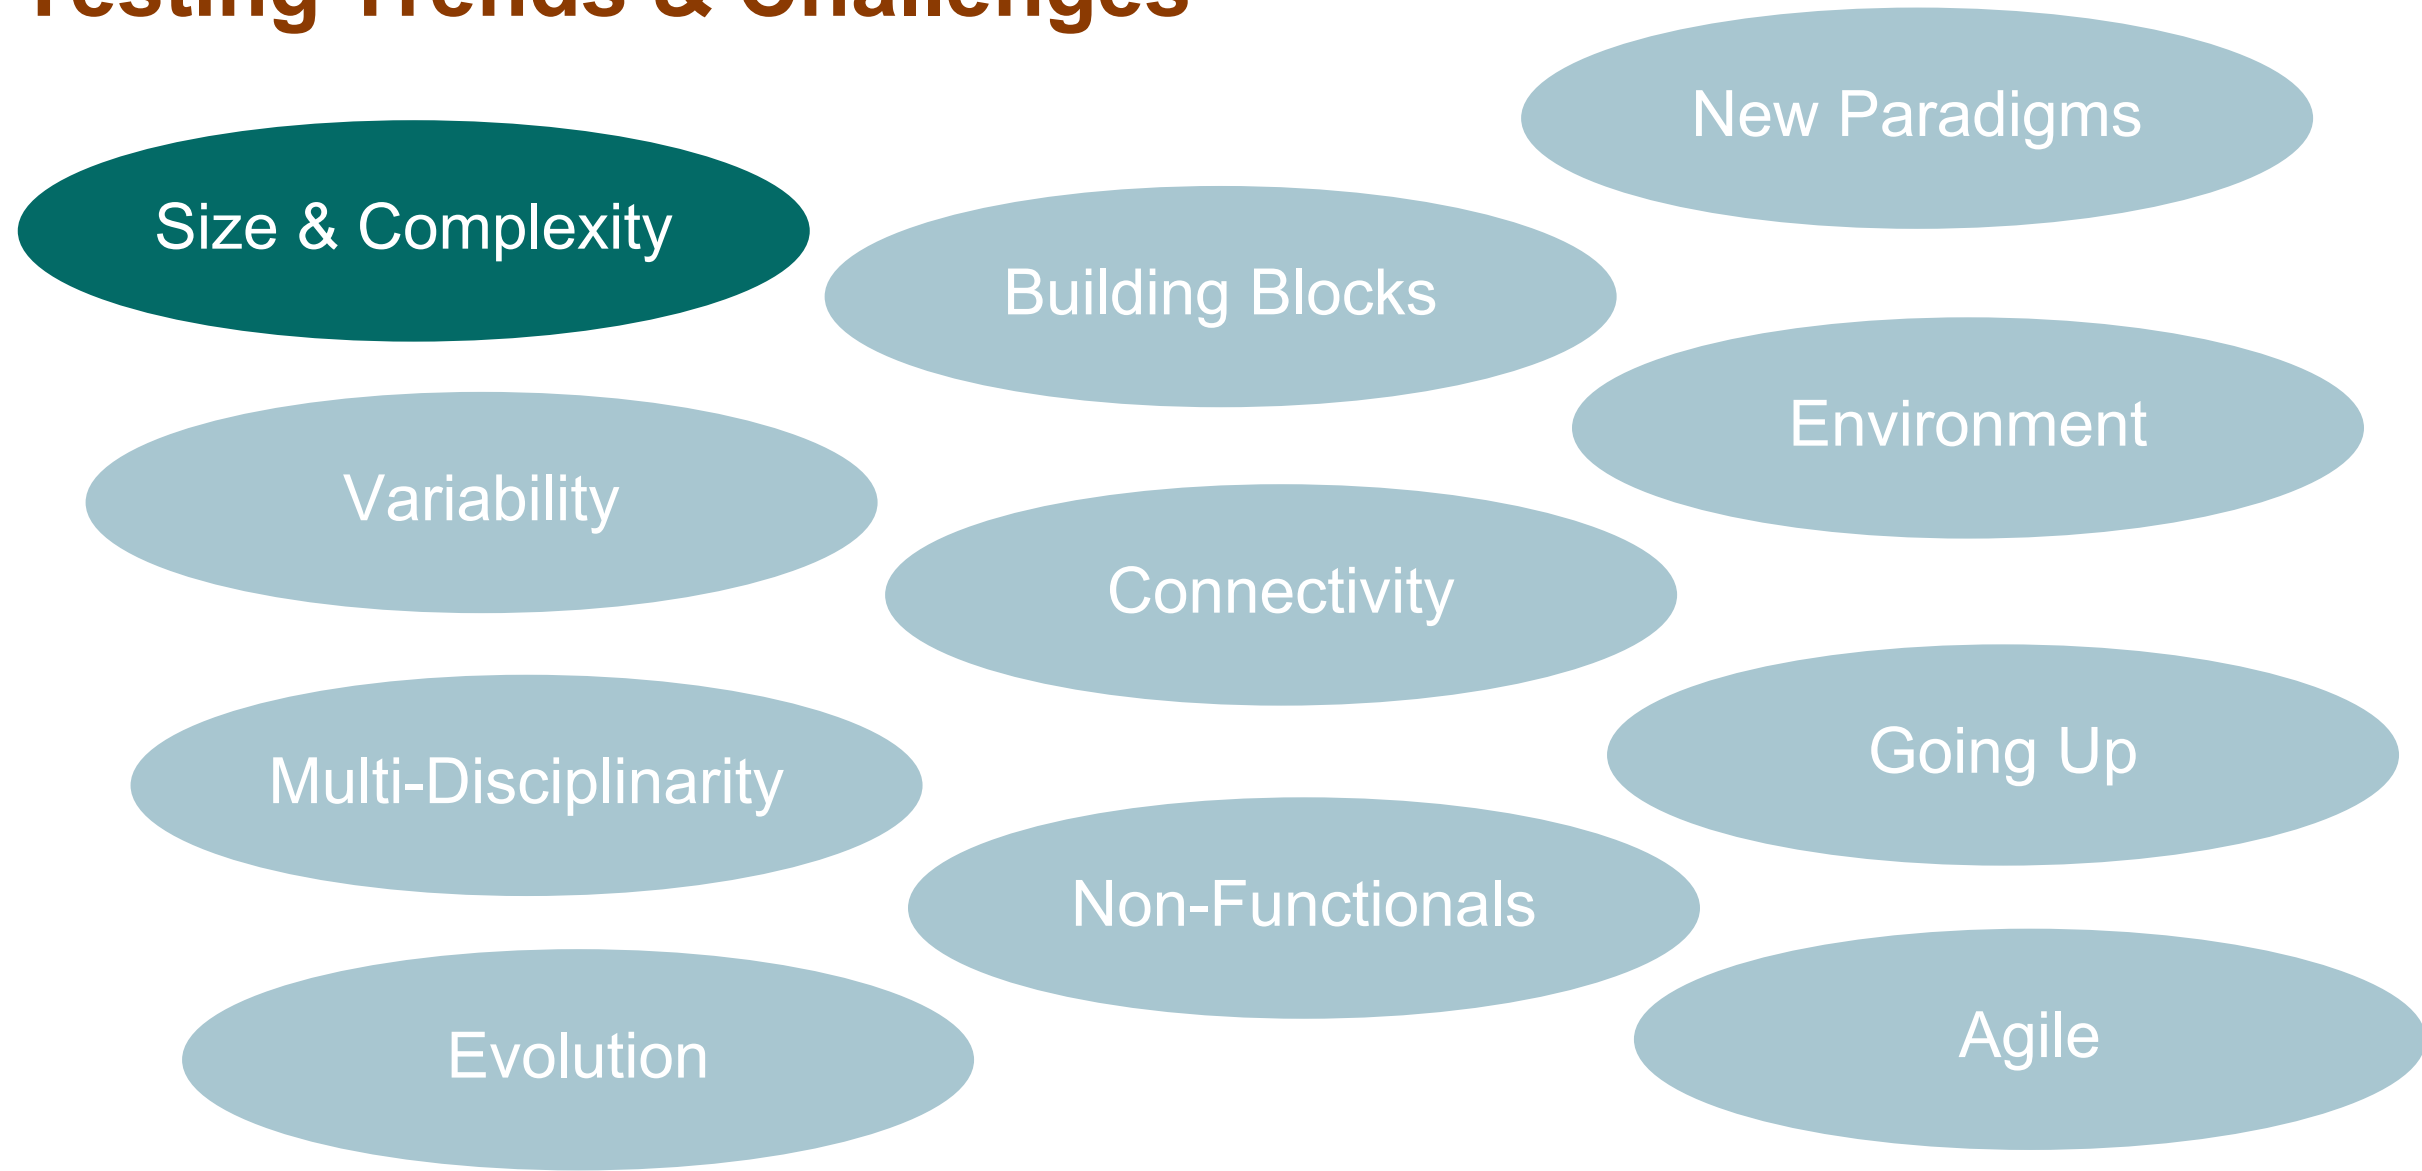 Testing Trends & Challenges
New Paradigms
Size & Complexity
Building Blocks
Environment
Variability
Connectivity
Going Up
Multi-Disciplinarity
Non-Functionals
Agile
Evolution